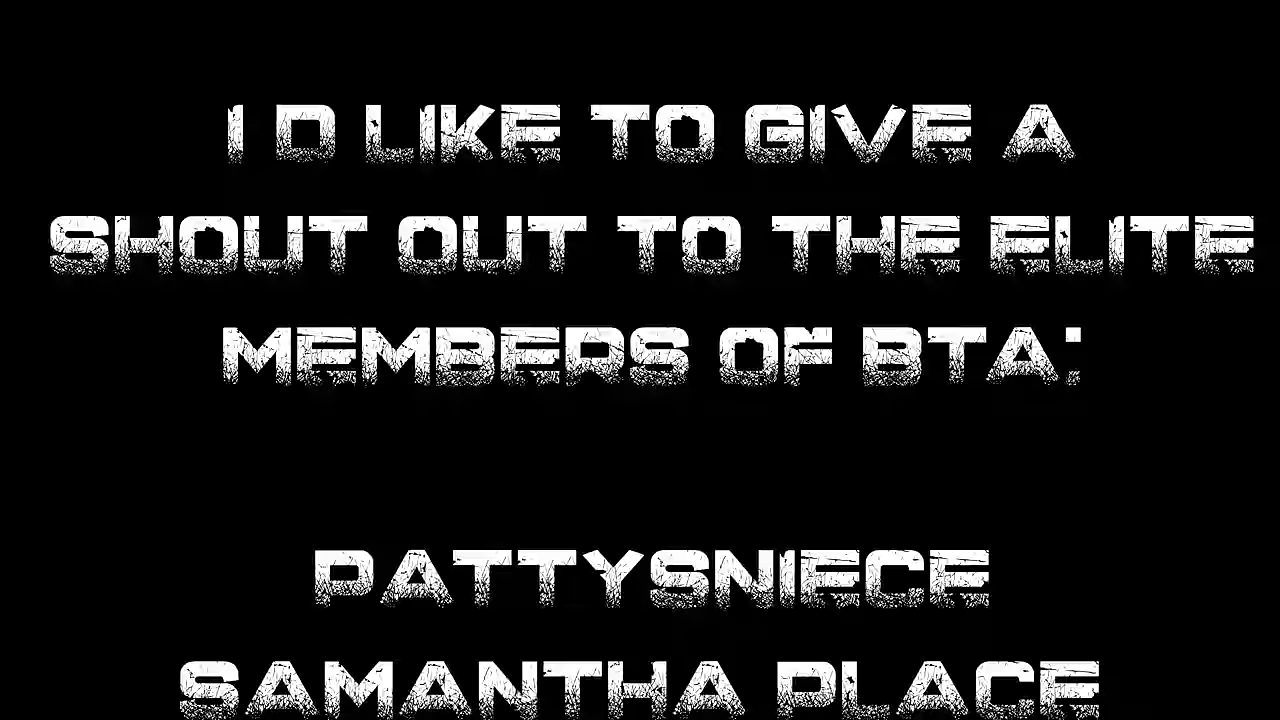 I D LIKE TO GIVE A
SHOUT OUT TO THE ELITE
MEMBERS OF BTA:
PATTYSNIECE
SAMANTHA PLACE